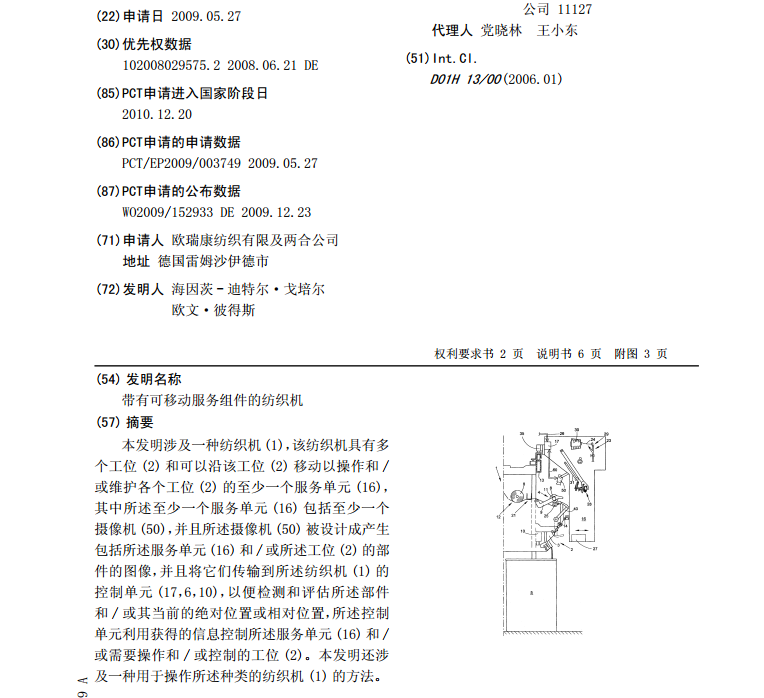 (22)申请日 2009.05.27
(30)优先权数据
102008029575.2 2008.06.21 DE
(85)PCT申请进入国家阶段日
2010.12.20
(86)PCT申请的申请数据
PCT/EP2009/003749 2009.05.27
(87)PCT申请的公布数据
WO2009/152933 DE 2009.12.23
(71)申请人 欧瑞康纺织有限及两合公司
地址 德国雷姆沙伊德市
(72)发明人 海因茨-迪特尔·戈培尔
欧文·彼得斯
公司 11127
代理人 党晓林 王小东
(51)Int.Cl.
D01H 13/00(2006.01)
权利要求书 2 页 说明书 6 页 附图 3 页
(54)发明名称
带有可移动服务组件的纺织机
(57)摘要
本发明涉及一种纺织机(1),该纺织机具有多
个工位(2)和可以沿该工位(2)移动以操作和/
或维护各个工位(2)的至少一个服务单元(16),
其中所述至少一个服务单元(16)包括至少一个
摄像机(50),并且所述摄像机(50)被设计成产生
包括所述服务单元(16)和/或所述工位(2)的部
件的图像,并且将它们传输到所述纺织机(1)的
控制单元(17,6,10),以便检测和评估所述部件
和/或其当前的绝对位置或相对位置,所述控制
单元利用获得的信息控制所述服务单元(16)和/
或需要操作和/或控制的工位(2)。本发明还涉
及一种用于操作所述种类的纺织机(1)的方法。
9 A